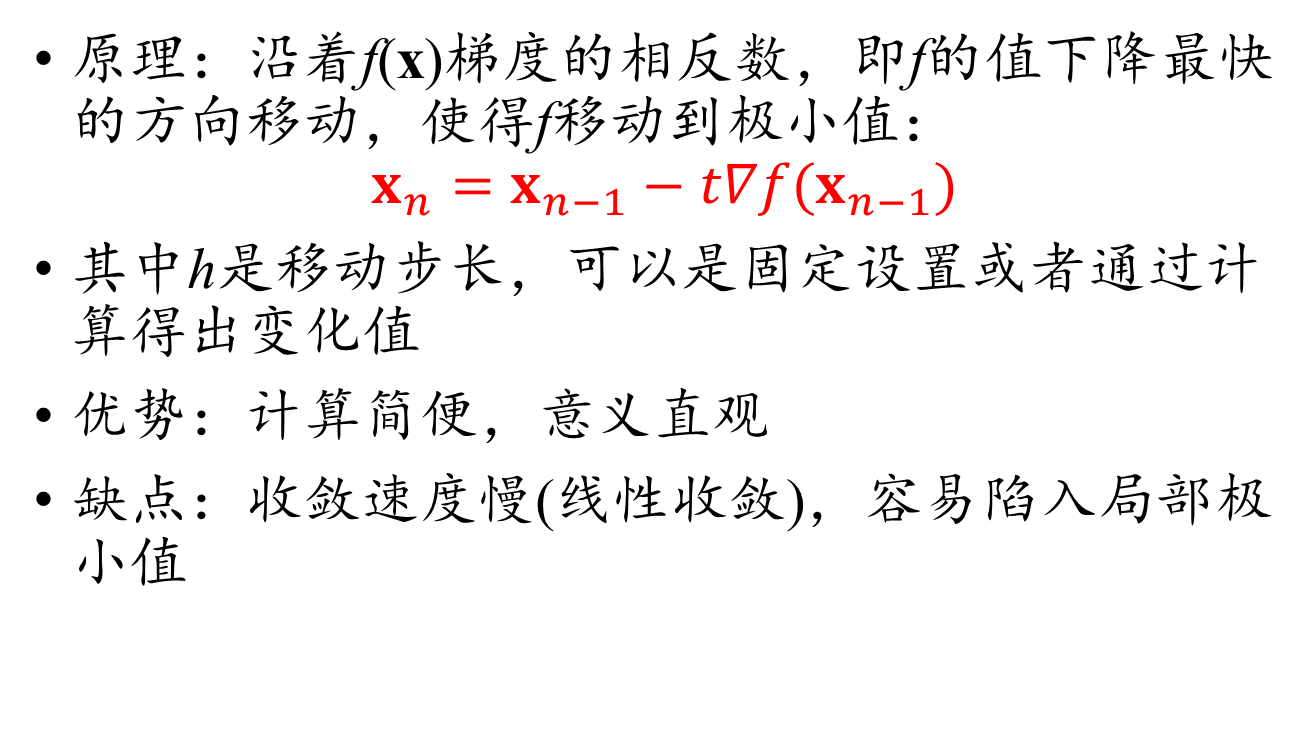 • 原理：沿着f(x)梯度的相反数，即f的值下降最快
的方向移动，使得f移动到极小值：
xₙ = xₙ₋₁ − t∇f(xₙ₋₁)
• 其中h是移动步长，可以是固定设置或者通过计
算得出变化值
• 优势：计算简便，意义直观
• 缺点：收敛速度慢(线性收敛)，容易陷入局部极
小值